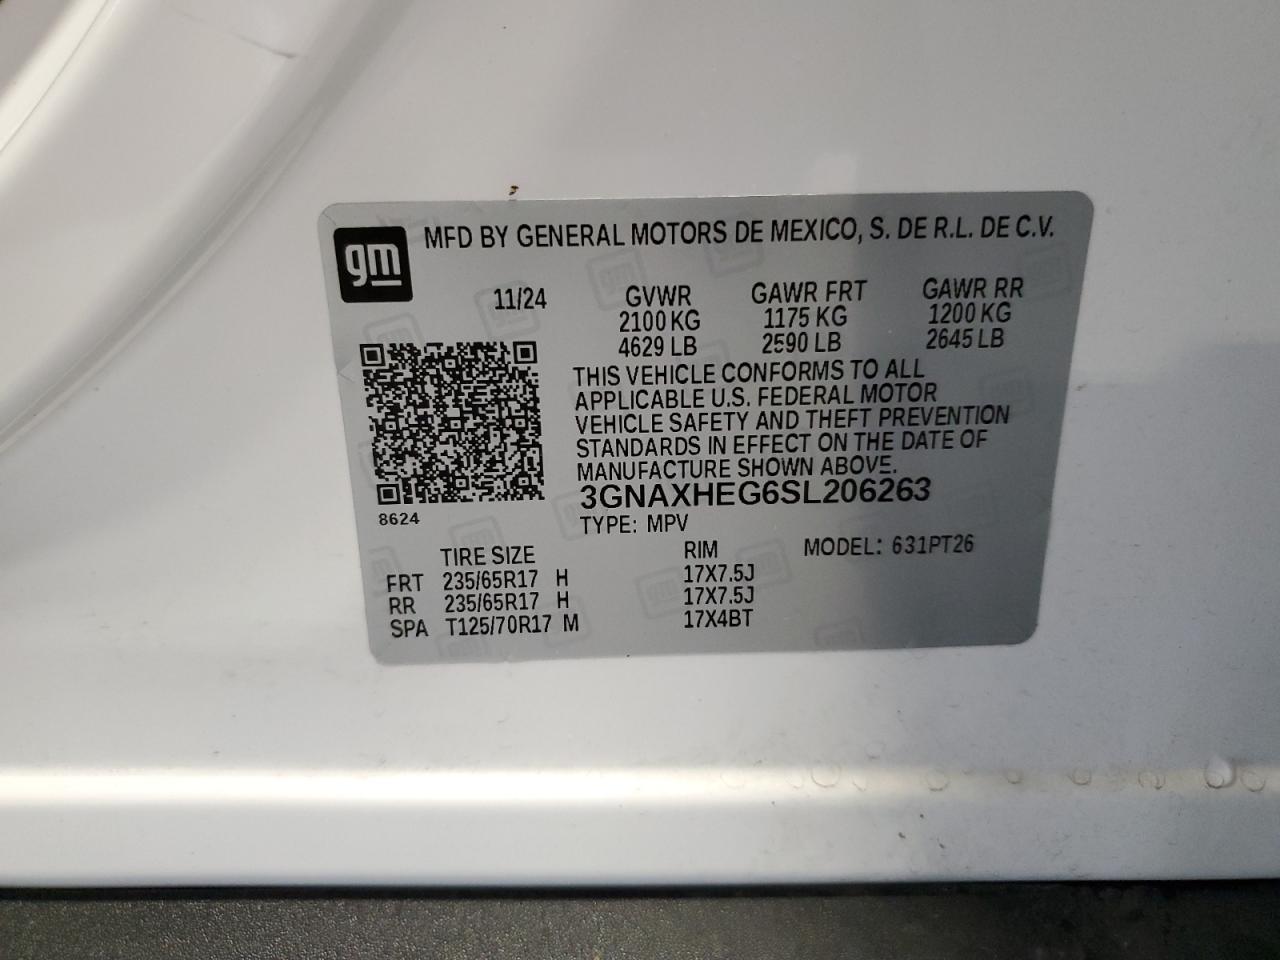 gm MFD BY GENERAL MOTORS DE MEXICO, S. DE R.L. DE C.V.
11/24 GVWR GAWR FRT GAWR RR
2100 KG 1175 KG 1200 KG
4629 LB 2590 LB 2645 LB
THIS VEHICLE CONFORMS TO ALL
APPLICABLE U.S. FEDERAL MOTOR
VEHICLE SAFETY AND THEFT PREVENTION
STANDARDS IN EFFECT ON THE DATE OF
MANUFACTURE SHOWN ABOVE.
3GNAXHEG6SL206263
8624
TYPE: MPV
TIRE SIZE RIM MODEL: 631PT26
FRT 235/65R17 H 17X7.5J
RR 235/65R17 H 17X7.5J
SPA T125/70R17 M 17X4BT